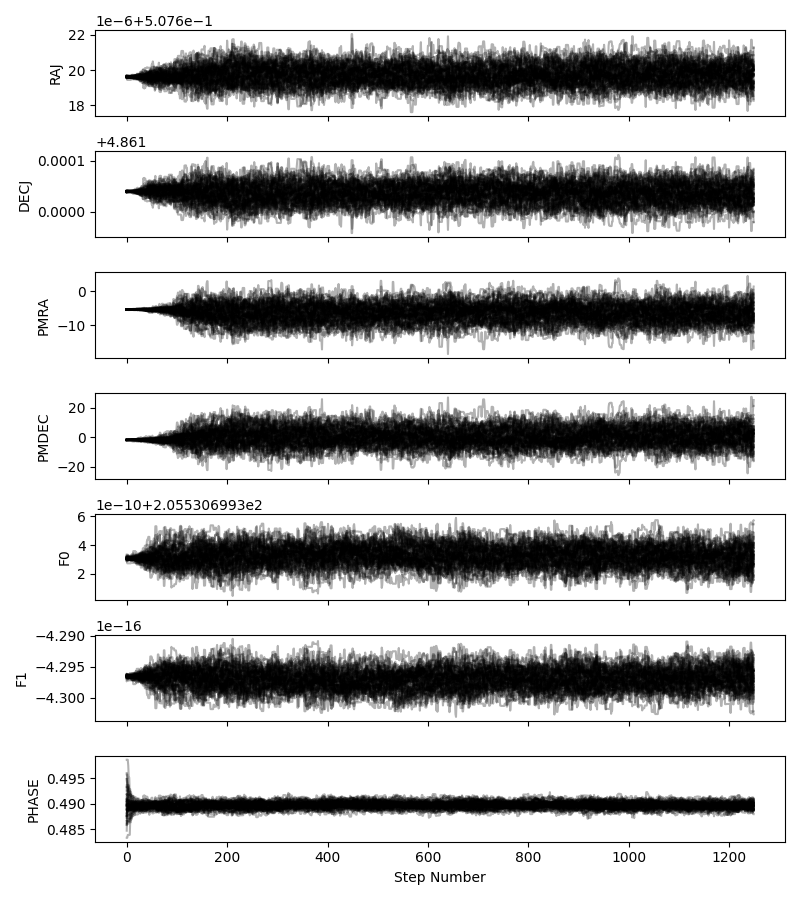 1e−6+5.076e−1
22
20
18
RAJ
+4.861
0.0001
0.0000
DECJ
0
−10
PMRA
20
0
−20
PMDEC
1e−10+2.055306993e2
6
4
2
F0
1e−16
−4.290
−4.295
−4.300
F1
0.495
0.490
0.485
PHASE
0 200 400 600 800 1000 1200
Step Number